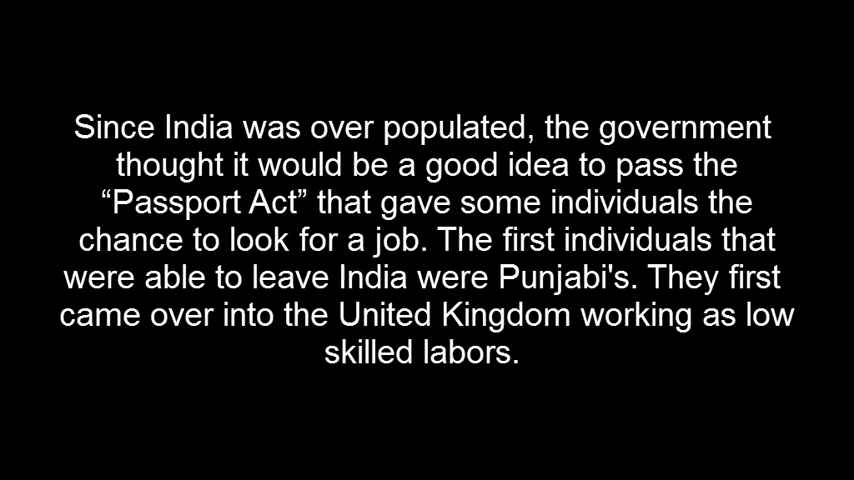 Since India was over populated, the government
thought it would be a good idea to pass the
“Passport Act” that gave some individuals the
chance to look for a job. The first individuals that
were able to leave India were Punjabi's. They first
came over into the United Kingdom working as low
skilled labors.